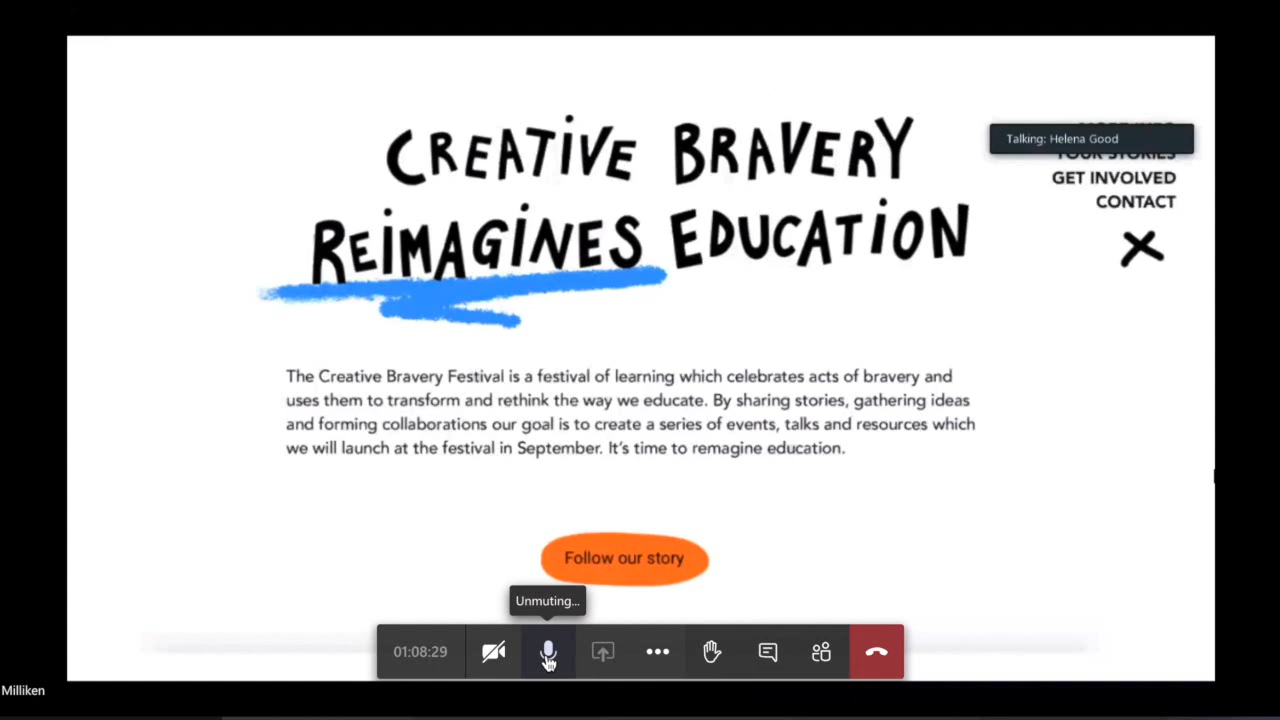 CREATIVE BRAVERY
REIMAGINES EDUCATION
Talking: Helena Good
YOUR STORIES
GET INVOLVED
CONTACT
The Creative Bravery Festival is a festival of learning which celebrates acts of bravery and
uses them to transform and rethink the way we educate. By sharing stories, gathering ideas
and forming collaborations our goal is to create a series of events, talks and resources which
we will launch at the festival in September. It's time to remagine education.
Follow our story
Unmuting...
01:08:29
Milliken